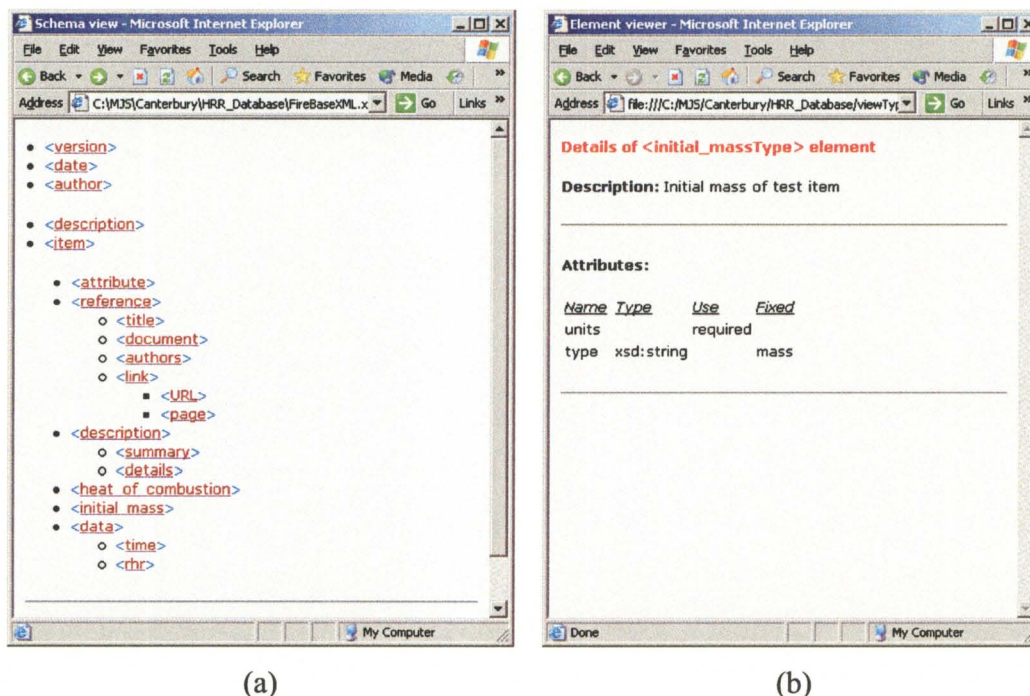 Schema view - Microsoft Internet Explorer
File Edit View Favorites Tools Help
Back Search Favorites Media »
Address C:\MJS\Canterbury\HRR_Database\FireBaseXML.x Go Links »
• <version>
• <date>
• <author>
• <description>
• <item>
• <attribute>
• <reference>
o <title>
o <document>
o <authors>
o <link>
▪ <URL>
▪ <page>
• <description>
o <summary>
o <details>
• <heat_of_combustion>
• <initial_mass>
• <data>
o <time>
o <rhr>
My Computer
(a)
Element viewer - Microsoft Internet Explorer
File Edit View Favorites Tools Help
Back Search Favorites Media »
Address file:///C:/MJS/Canterbury/HRR_Database/viewTyp Go Links »
Details of <initial_massType> element
Description: Initial mass of test item
Attributes:
Name Type Use Fixed
units required
type xsd:string mass
Done My Computer
(b)